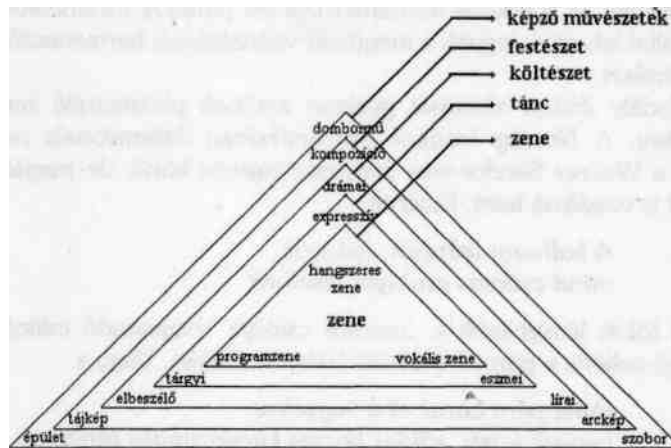 képző művészetek
festészet
költészet
tánc
zene
dombormű
kompozíció
drámai
expresszív
hangszeres
zene
zene
programzene vokális zene
tárgyi eszmei
elbeszélő lírai
tájkép arckép
épület szobor